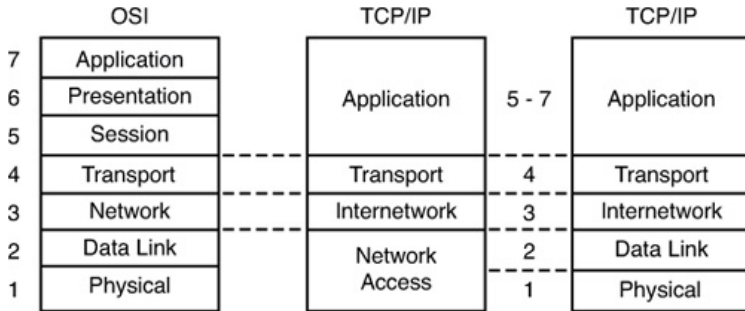 OSI TCP/IP TCP/IP
7 Application
6 Presentation Application 5 - 7 Application
5 Session
4 Transport Transport 4 Transport
3 Network Internetwork 3 Internetwork
2 Data Link Network 2 Data Link
1 Physical Access 1 Physical